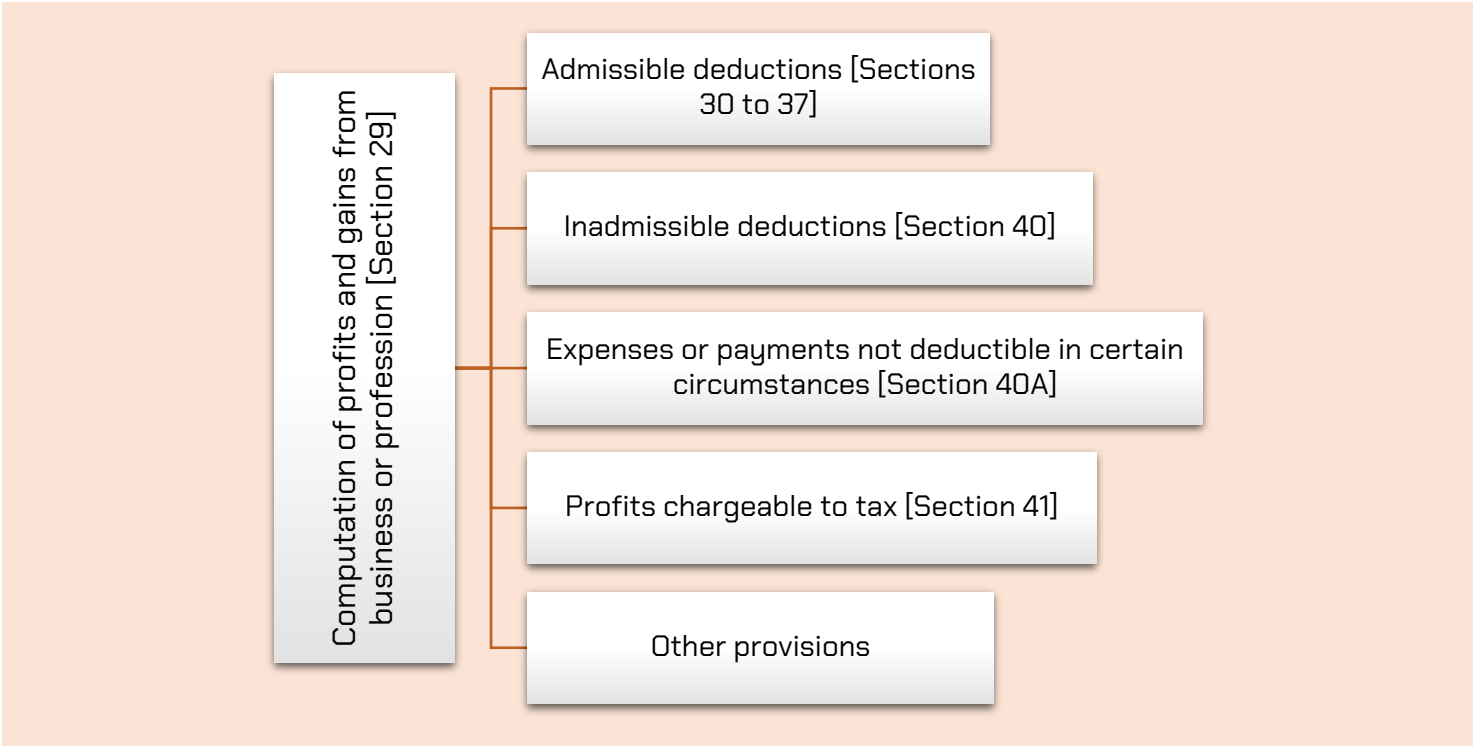 Computation of profits and gains from
business or profession [Section 29]
Admissible deductions [Sections
30 to 37]
Inadmissible deductions [Section 40]
Expenses or payments not deductible in certain
circumstances [Section 40A]
Profits chargeable to tax [Section 41]
Other provisions